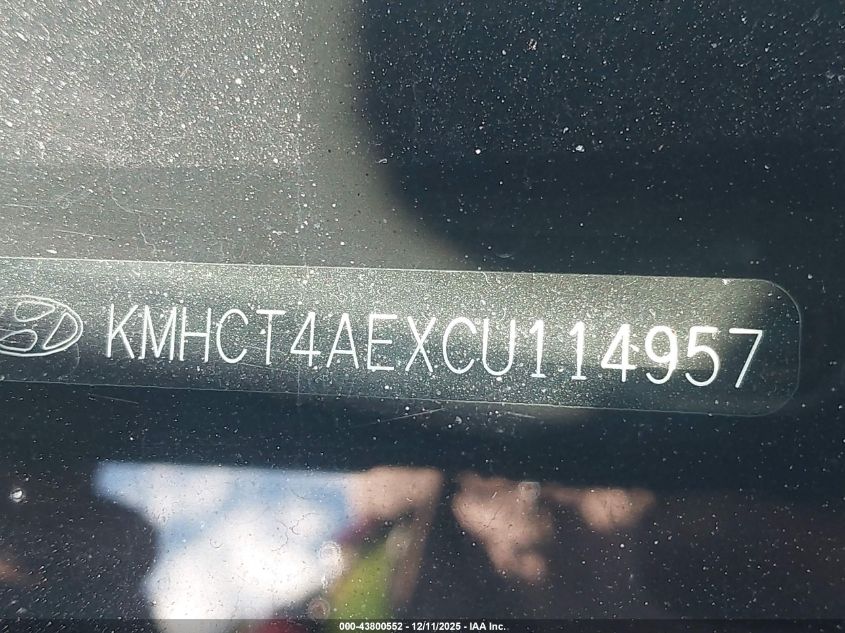 KMHCT4AEXCU114957
000-43800552 - 12/11/2025 - IAA Inc.